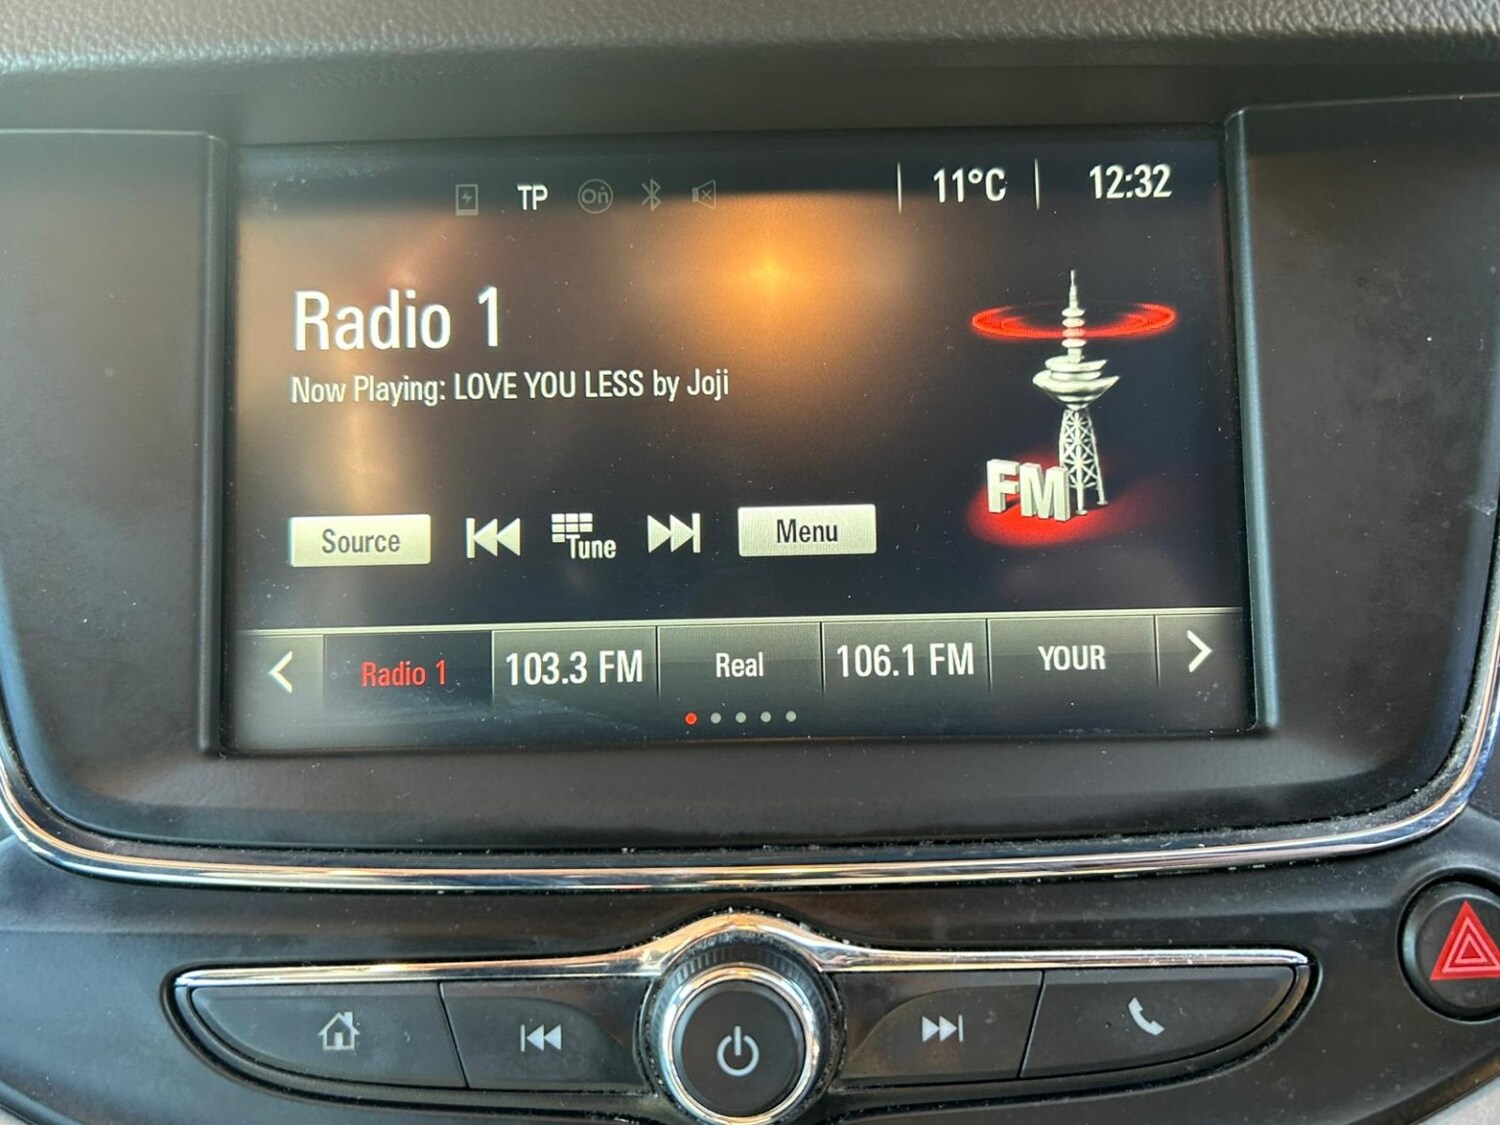 TP
On
11°C
12:32
Radio 1
Now Playing: LOVE YOU LESS by Joji
FM
Source
Tune
Menu
Radio 1
103.3 FM
Real
106.1 FM
YOUR